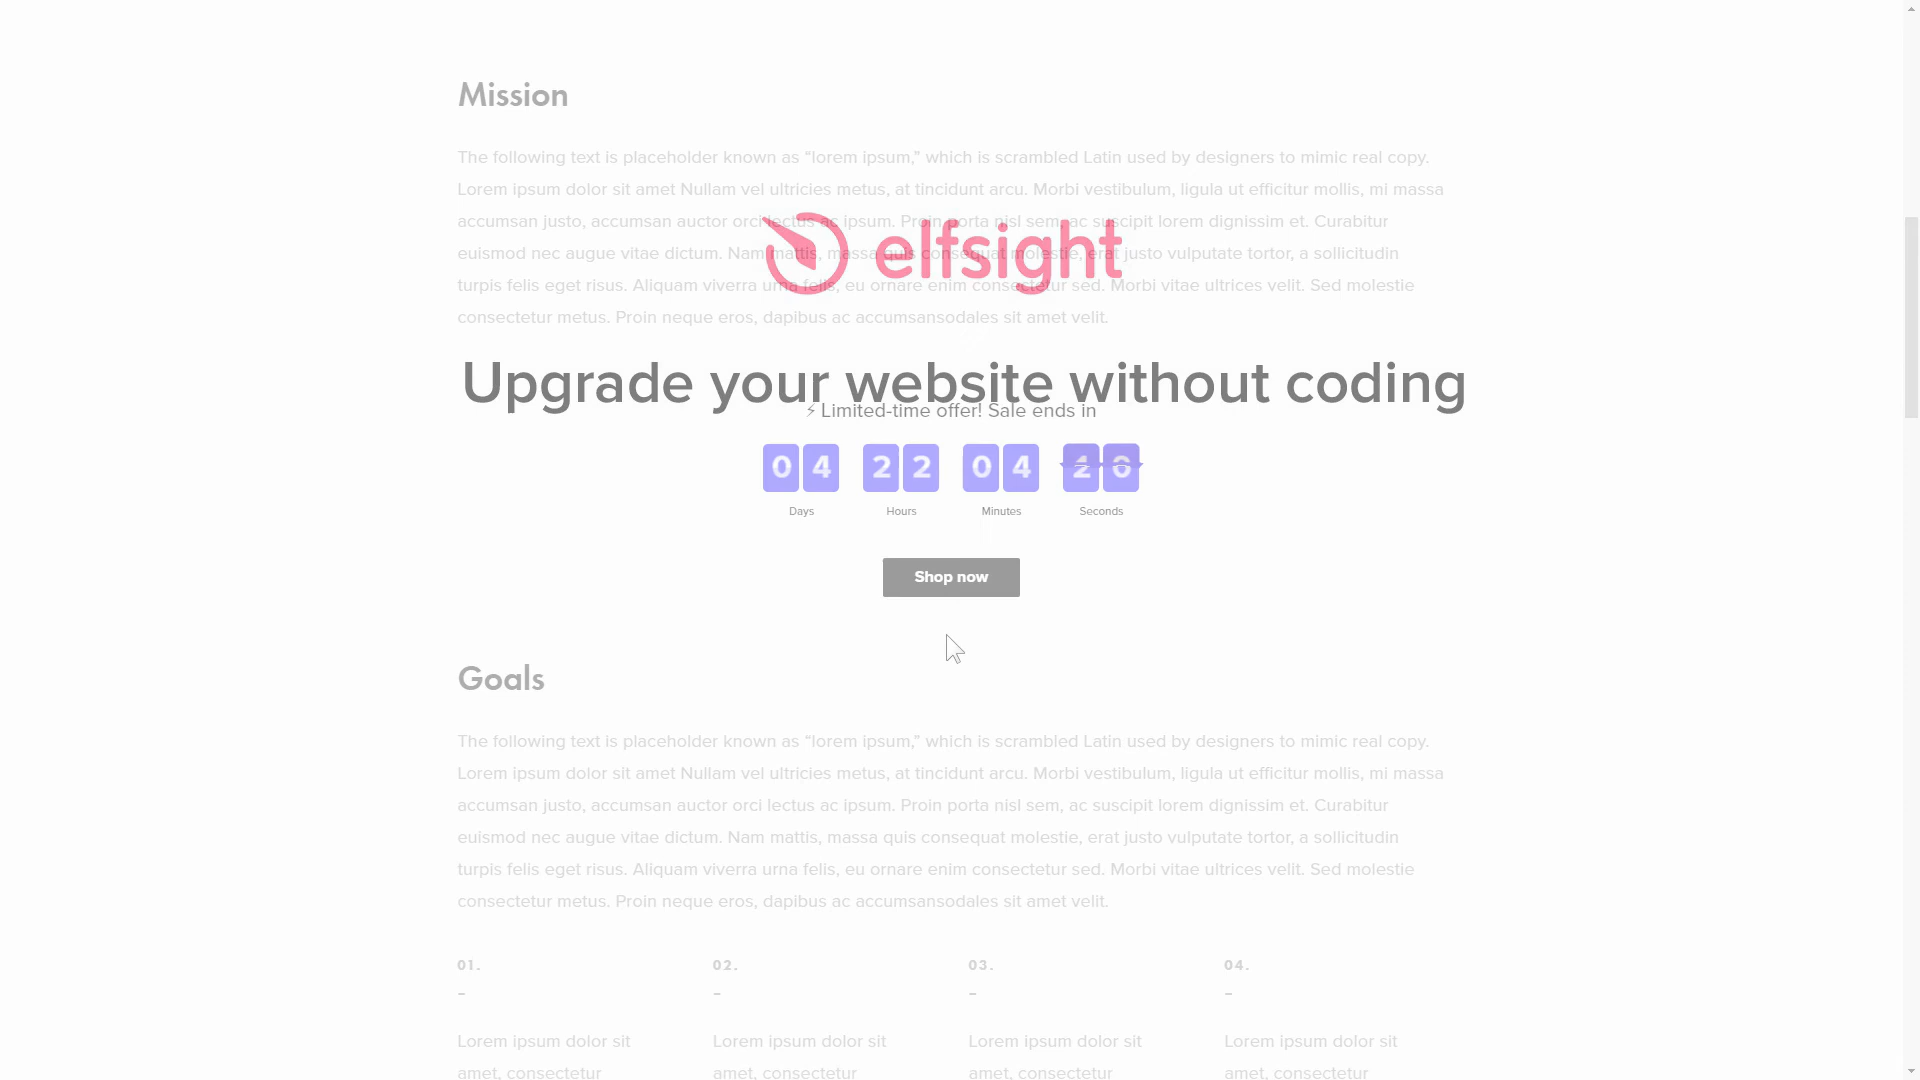 Mission
The following text is placeholder known as “lorem ipsum,” which is scrambled Latin used by designers to mimic real copy.
Lorem ipsum dolor sit amet Nullam vel ultricies metus, at tincidunt arcu. Morbi vestibulum, ligula ut efficitur mollis, mi massa
accumsan justo, accumsan auctor orci lectus ac ipsum. Proin porta nisl sem, ac suscipit lorem dignissim et. Curabitur
elfsight
euismod nec augue vitae dictum. Nam mattis, massa quis consequat molestie, erat justo vulputate tortor, a sollicitudin
turpis felis eget risus. Aliquam viverra urna felis, eu ornare enim consectetur sed. Morbi vitae ultrices velit. Sed molestie
consectetur metus. Proin neque eros, dapibus ac accumsansodales sit amet velit.
Upgrade your website without coding
⚡ Limited-time offer! Sale ends in
04 22 04
Days Hours Minutes Seconds
Shop now
Goals
The following text is placeholder known as “lorem ipsum,” which is scrambled Latin used by designers to mimic real copy.
Lorem ipsum dolor sit amet Nullam vel ultricies metus, at tincidunt arcu. Morbi vestibulum, ligula ut efficitur mollis, mi massa
accumsan justo, accumsan auctor orci lectus ac ipsum. Proin porta nisl sem, ac suscipit lorem dignissim et. Curabitur
euismod nec augue vitae dictum. Nam mattis, massa quis consequat molestie, erat justo vulputate tortor, a sollicitudin
turpis felis eget risus. Aliquam viverra urna felis, eu ornare enim consectetur sed. Morbi vitae ultrices velit. Sed molestie
consectetur metus. Proin neque eros, dapibus ac accumsansodales sit amet velit.
01. 02. 03. 04.
– – – –
Lorem ipsum dolor sit Lorem ipsum dolor sit Lorem ipsum dolor sit Lorem ipsum dolor sit
amet, consectetur amet, consectetur amet, consectetur amet, consectetur